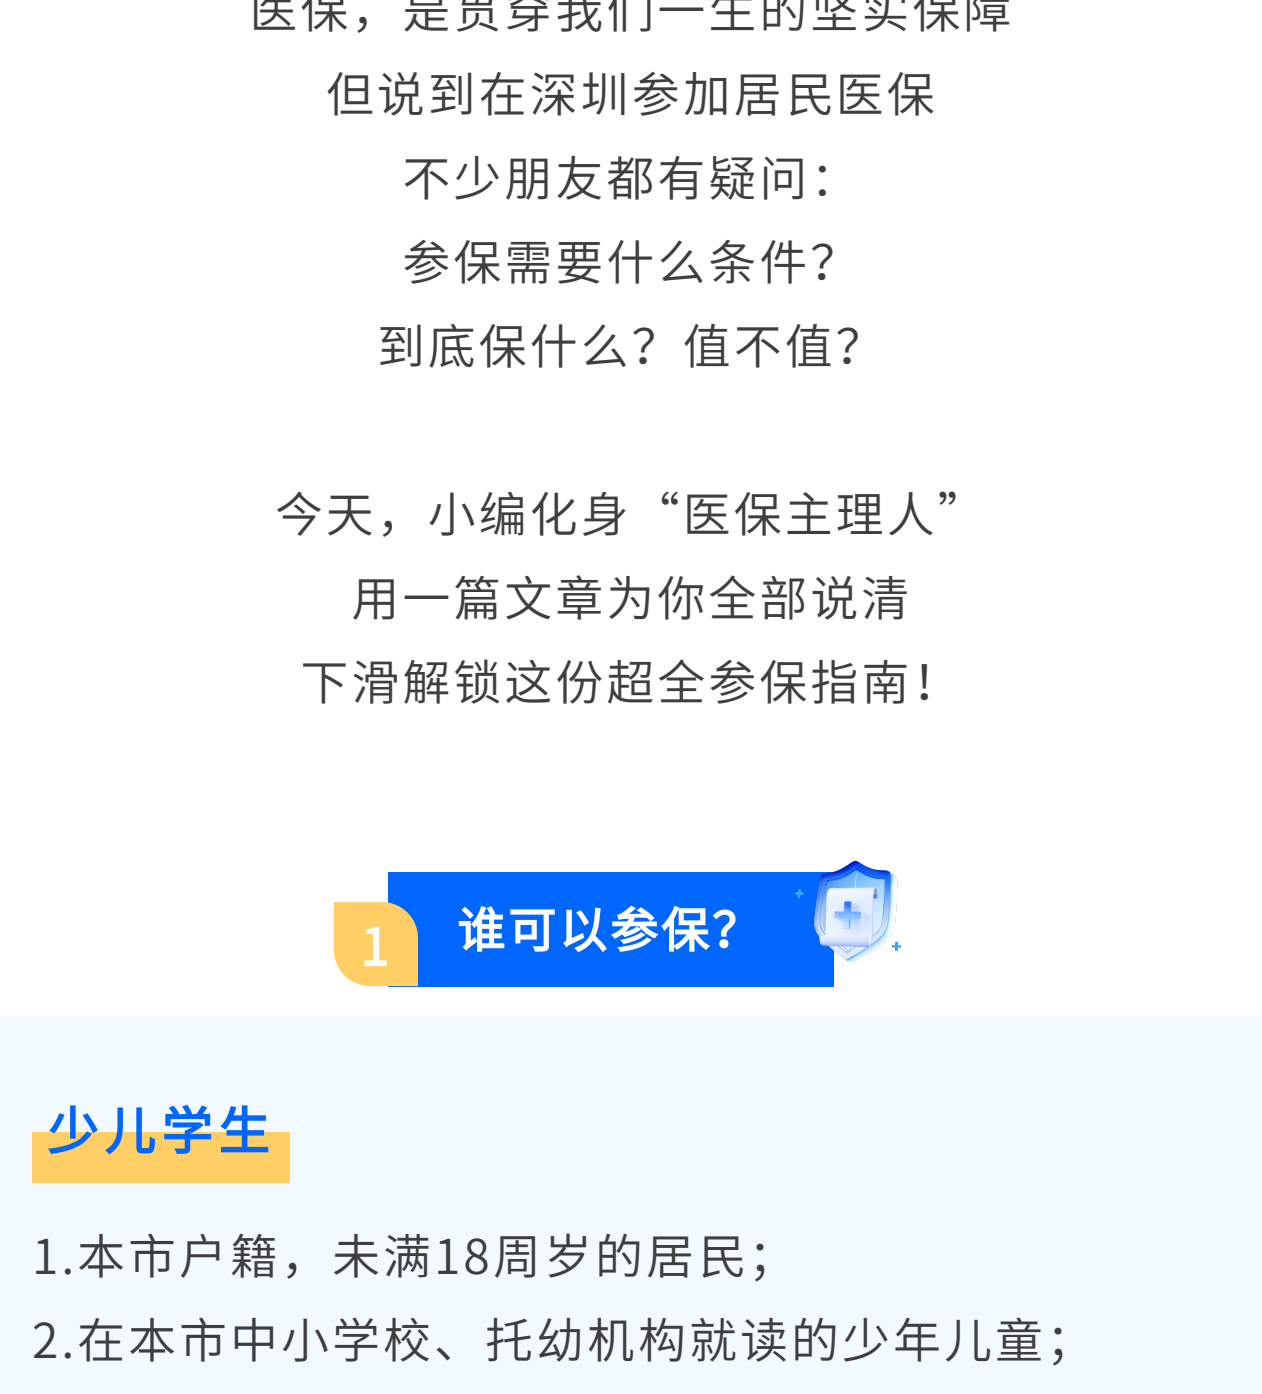 医保，是贯穿我们一生的坚实保障
但说到在深圳参加居民医保
不少朋友都有疑问：
参保需要什么条件？
到底保什么？值不值？
今天，小编化身“医保主理人”
用一篇文章为你全部说清
下滑解锁这份超全参保指南！
1 谁可以参保？
少儿学生
1.本市户籍，未满18周岁的居民；
2.在本市中小学校、托幼机构就读的少年儿童；